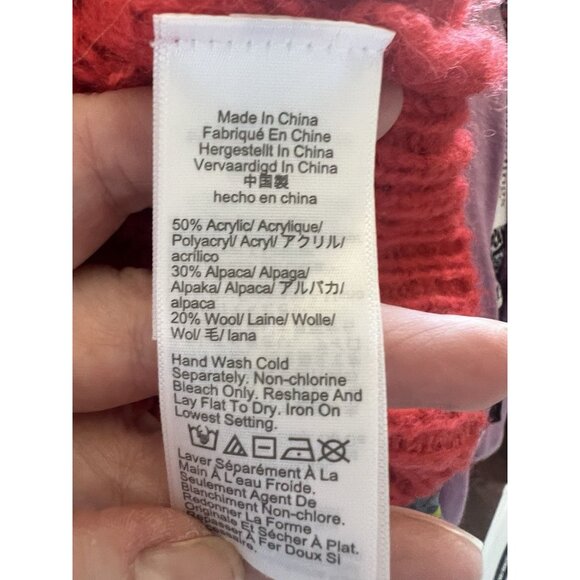 Made In China
Fabriqué En Chine
Hergestellt In China
Vervaardigd In China
中国製
hecho en china
50% Acrylic/ Acrylique/
Polyacryl/ Acryl/ アクリル/
acrílico
30% Alpaca/ Alpaga/
Alpaka/ Alpaca/ アルパカ/
alpaca
20% Wool/ Laine/ Wolle/
Wol/ 毛/ lana
Hand Wash Cold
Separately. Non-chlorine
Bleach Only. Reshape And
Lay Flat To Dry. Iron On
Lowest Setting.
Laver Séparément À La
Main À L'eau Froide.
Seulement Agent De
Blanchiment Non-chlore.
Redonner La Forme
Originale Et Sécher À Plat.
Repasser À Fer Doux Si